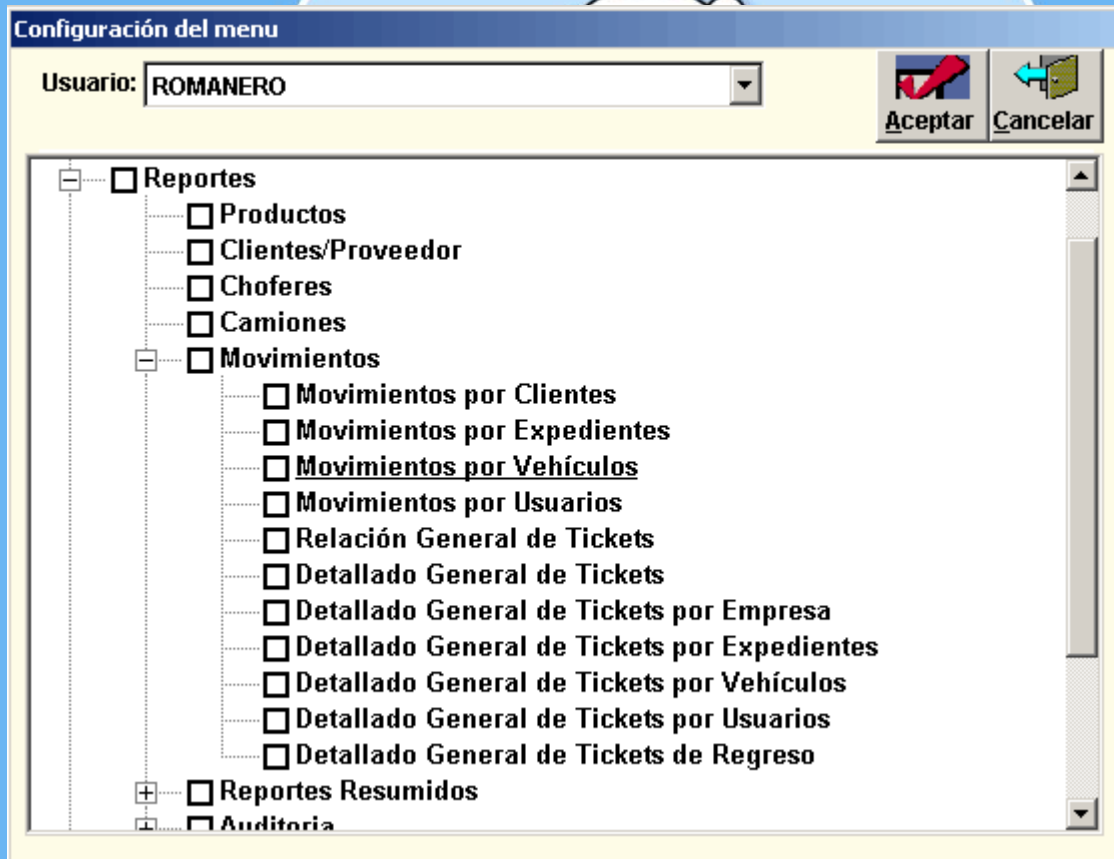 Configuración del menu
Usuario: ROMANERO
Aceptar Cancelar
Reportes
Productos
Clientes/Proveedor
Choferes
Camiones
Movimientos
Movimientos por Clientes
Movimientos por Expedientes
Movimientos por Vehículos
Movimientos por Usuarios
Relación General de Tickets
Detallado General de Tickets
Detallado General de Tickets por Empresa
Detallado General de Tickets por Expedientes
Detallado General de Tickets por Vehículos
Detallado General de Tickets por Usuarios
Detallado General de Tickets de Regreso
Reportes Resumidos
Auditoria